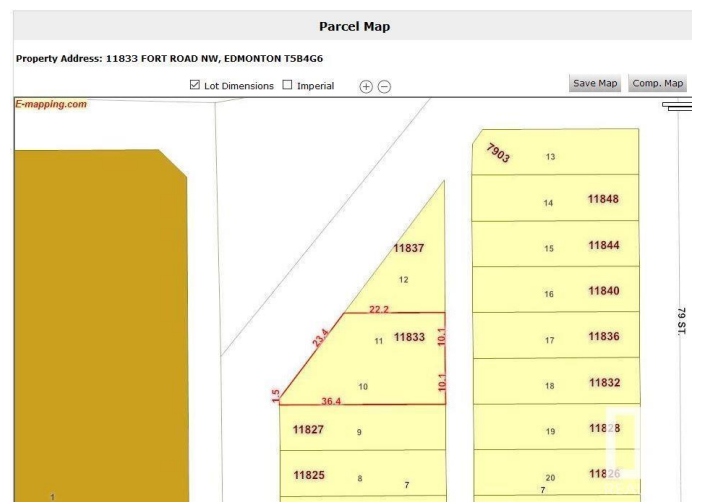 Parcel Map
Property Address: 11833 FORT ROAD NW, EDMONTON T5B4G6
Lot Dimensions Imperial
Save Map Comp. Map
E-mapping.com
7903 13
14 11848
11837 15 11844
12
16 11840
22.2
23.4 11 11833 10.1 17 11836
79 ST.
10 10.1 18 11832
1.5 36.4
11827 9 19 11828
11825 8 7 20 11826
1 7